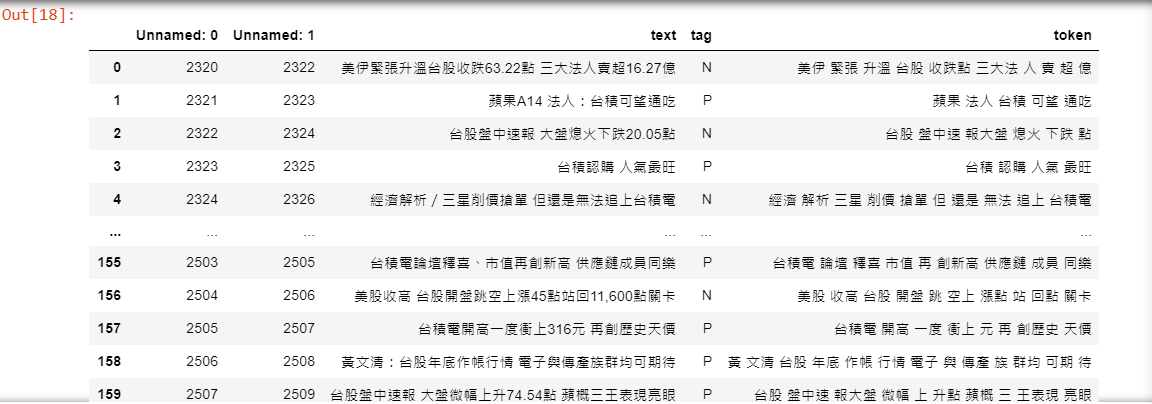 Out[18]:
Unnamed: 0 Unnamed: 1 text tag token
0 2320 2322 美伊緊張升溫台股收跌63.22點 三大法人賣超16.27億 N 美伊 緊張 升溫 台股 收跌點 三大法 人 賣 超 億
1 2321 2323 蘋果A14 法人：台積可望通吃 P 蘋果 法人 台積 可望 通吃
2 2322 2324 台股盤中速報 大盤熄火下跌20.05點 N 台股 盤中速 報大盤 熄火 下跌 點
3 2323 2325 台積認購 人氣最旺 P 台積 認購 人氣 最旺
4 2324 2326 經濟解析／三星削價搶單 但還是無法追上台積電 N 經濟 解析 三星 削價 搶單 但 還是 無法 追上 台積電
... ... ... ... ... ...
155 2503 2505 台積電論壇釋喜、市值再創新高 供應鏈成員同樂 P 台積電 論壇 釋喜 市值 再 創新高 供應鏈 成員 同樂
156 2504 2506 美股收高 台股開盤跳空上漲45點站回11,600點關卡 N 美股 收高 台股 開盤 跳 空上 漲點 站 回點 關卡
157 2505 2507 台積電開高一度衝上316元 再創歷史天價 P 台積電 開高 一度 衝上 元 再 創 歷史 天價
158 2506 2508 黃文清：台股年底作帳行情 電子與傳產族群均可期待 P 黃 文清 台股 年底 作帳 行情 電子 與 傳產 族 群均 可期 待
159 2507 2509 台股盤中速報 大盤微幅上升74.54點 蘋概三王表現亮眼 P 台股 盤中速 報大盤 微幅 上 升點 蘋概 三 王表現 亮眼